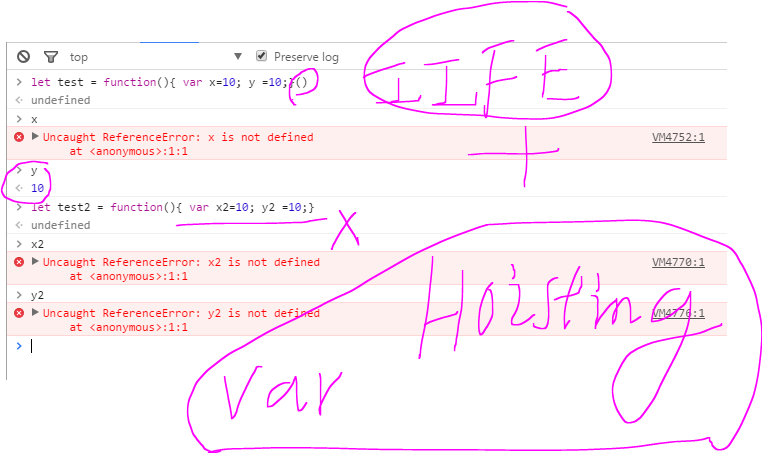 top Preserve log
> let test = function(){ var x=10; y =10;}()
<· undefined
> x
Uncaught ReferenceError: x is not defined VM4752:1
at <anonymous>:1:1
> y
<· 10
> let test2 = function(){ var x2=10; y2 =10;}
<· undefined
> x2
Uncaught ReferenceError: x2 is not defined VM4770:1
at <anonymous>:1:1
> y2
Uncaught ReferenceError: y2 is not defined VM4776:1
at <anonymous>:1:1
>
IIFE
+
x
var Hoisting